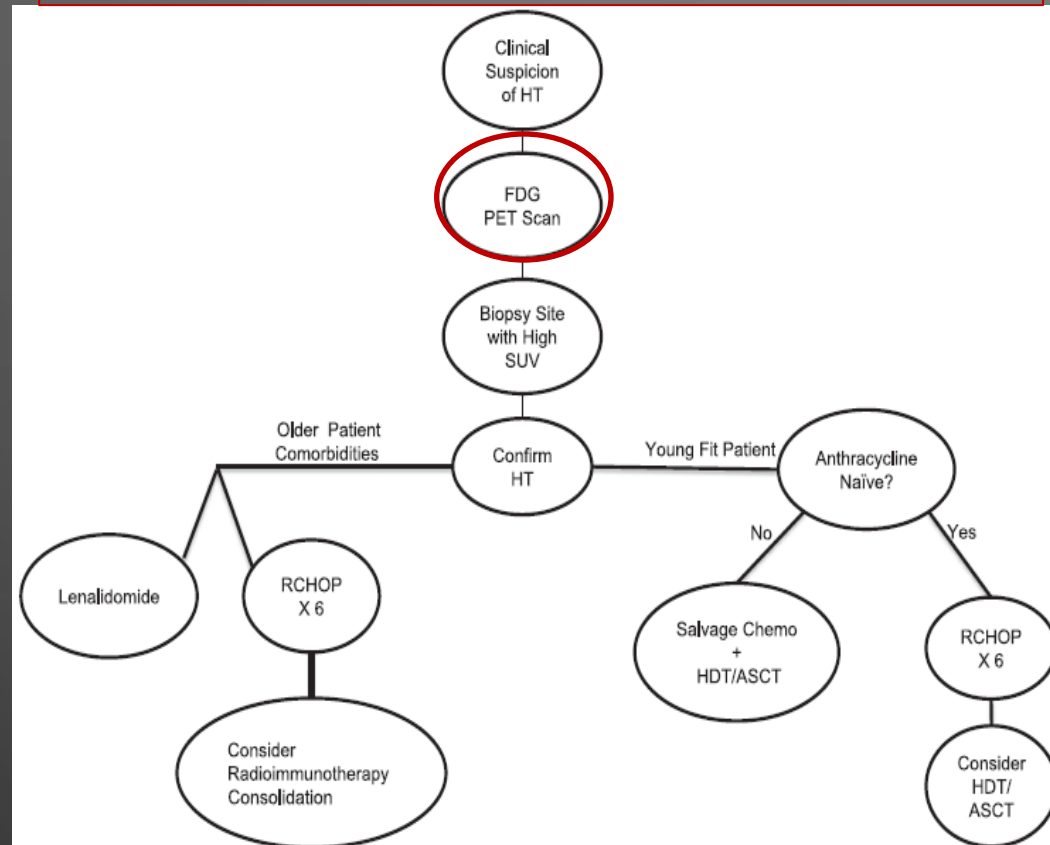 Clinical
Suspicion
of HT
FDG
PET Scan
Biopsy Site
with High
SUV
Older Patient
Comorbidities
Confirm
HT
Young Fit Patient
Anthracycline
Naïve?
No
Yes
Lenalidomide
RCHOP
X 6
Salvage Chemo
+
HDT/ASCT
RCHOP
X 6
Consider
Radioimmunotherapy
Consolidation
Consider
HDT/
ASCT